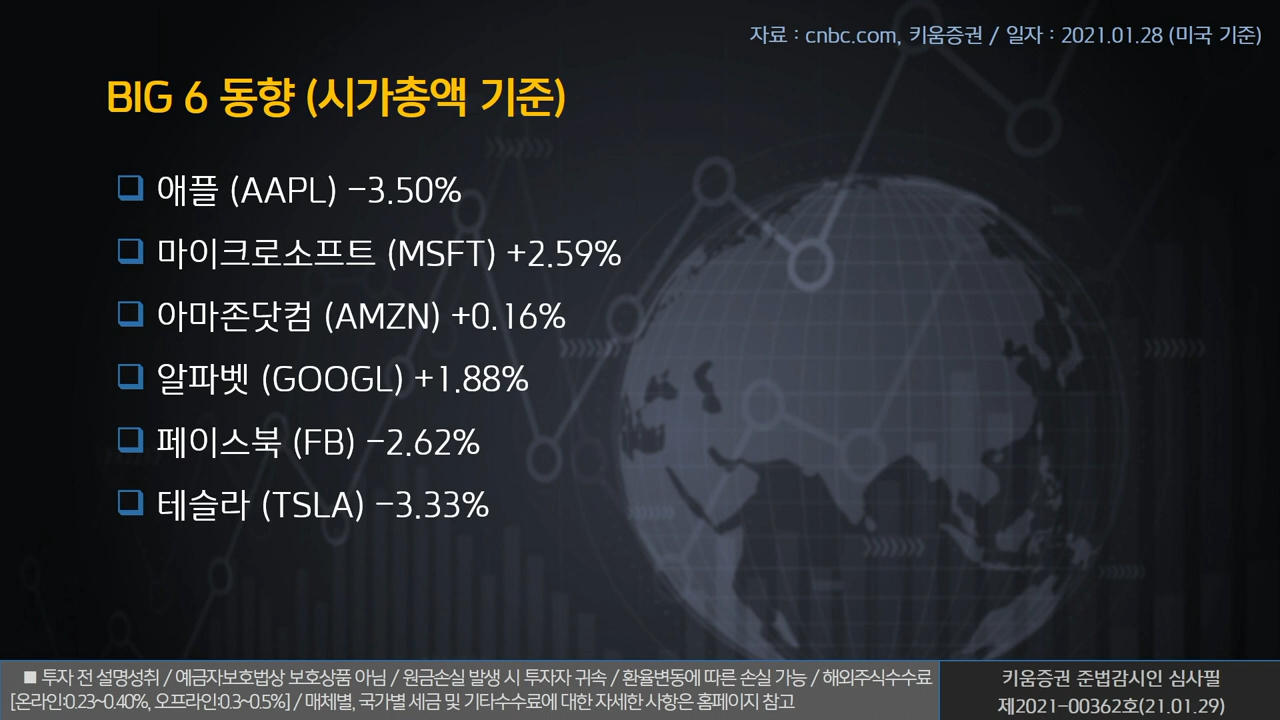 자료 : cnbc.com, 키움증권 / 일자 : 2021.01.28 (미국 기준)
BIG 6 동향 (시가총액 기준)
❑ 애플 (AAPL) -3.50%
❑ 마이크로소프트 (MSFT) +2.59%
❑ 아마존닷컴 (AMZN) +0.16%
❑ 알파벳 (GOOGL) +1.88%
❑ 페이스북 (FB) -2.62%
❑ 테슬라 (TSLA) -3.33%
■ 투자 전 설명성취 / 예금자보호법상 보호상품 아님 / 원금손실 발생 시 투자자 귀속 / 환율변동에 따른 손실 가능 / 해외주식수수료
[온라인:0.23~0.40%, 오프라인:0.3~0.5%] / 매체별, 국가별 세금 및 기타수수료에 대한 자세한 사항은 홈페이지 참고
키움증권 준법감시인 심사필
제2021-00362호(21.01.29)